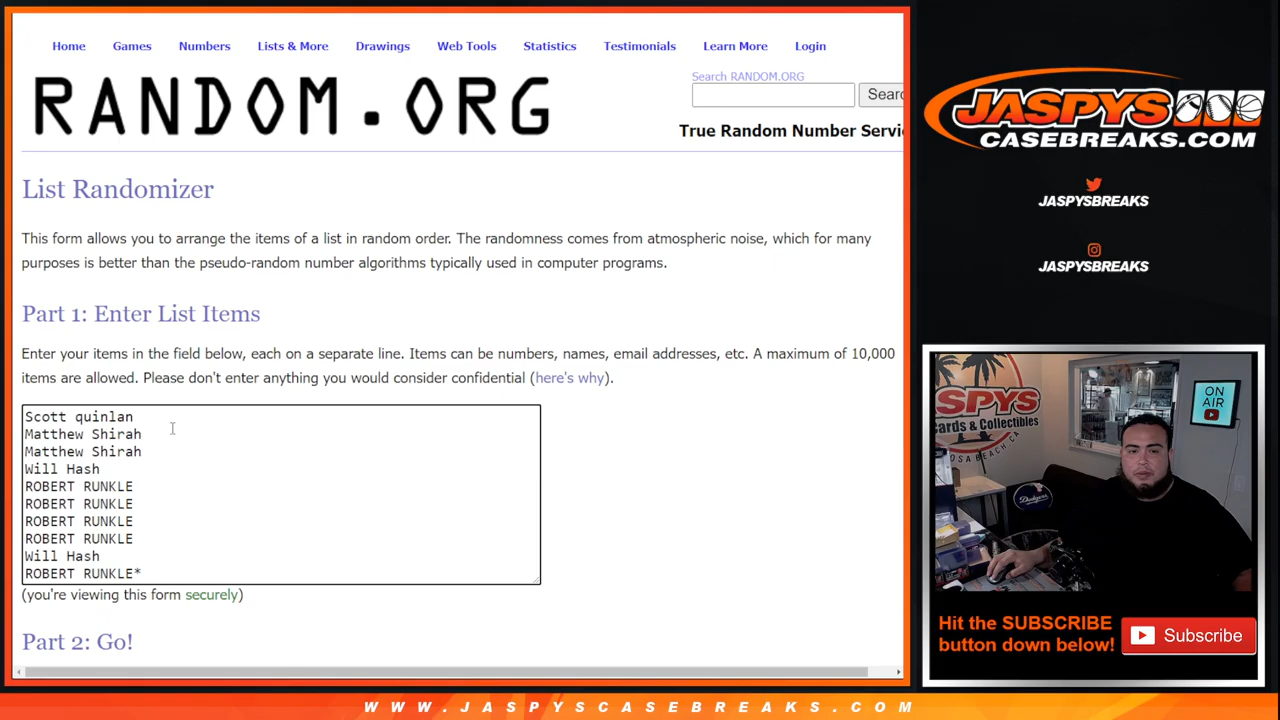 Home Games Numbers Lists & More Drawings Web Tools Statistics Testimonials Learn More Login
RANDOM.ORG
Search RANDOM.ORG
Searc
True Random Number Servi
List Randomizer
This form allows you to arrange the items of a list in random order. The randomness comes from atmospheric noise, which for many
purposes is better than the pseudo-random number algorithms typically used in computer programs.
Part 1: Enter List Items
Enter your items in the field below, each on a separate line. Items can be numbers, names, email addresses, etc. A maximum of 10,000
items are allowed. Please don't enter anything you would consider confidential (here's why).
Scott quinlan
Matthew Shirah
Matthew Shirah
Will Hash
ROBERT RUNKLE
ROBERT RUNKLE
ROBERT RUNKLE
ROBERT RUNKLE
Will Hash
ROBERT RUNKLE*
(you're viewing this form securely)
Part 2: Go!
JASPYS
CASEBREAKS.COM
JASPYSBREAKS
JASPYSBREAKS
ASPYS
ards & Collectibles
OSA BEACH CA
ON
AIR
Dodgers
Hit the SUBSCRIBE
button down below!
Subscribe
WWW.JASPYSCASEBREAKS.COM